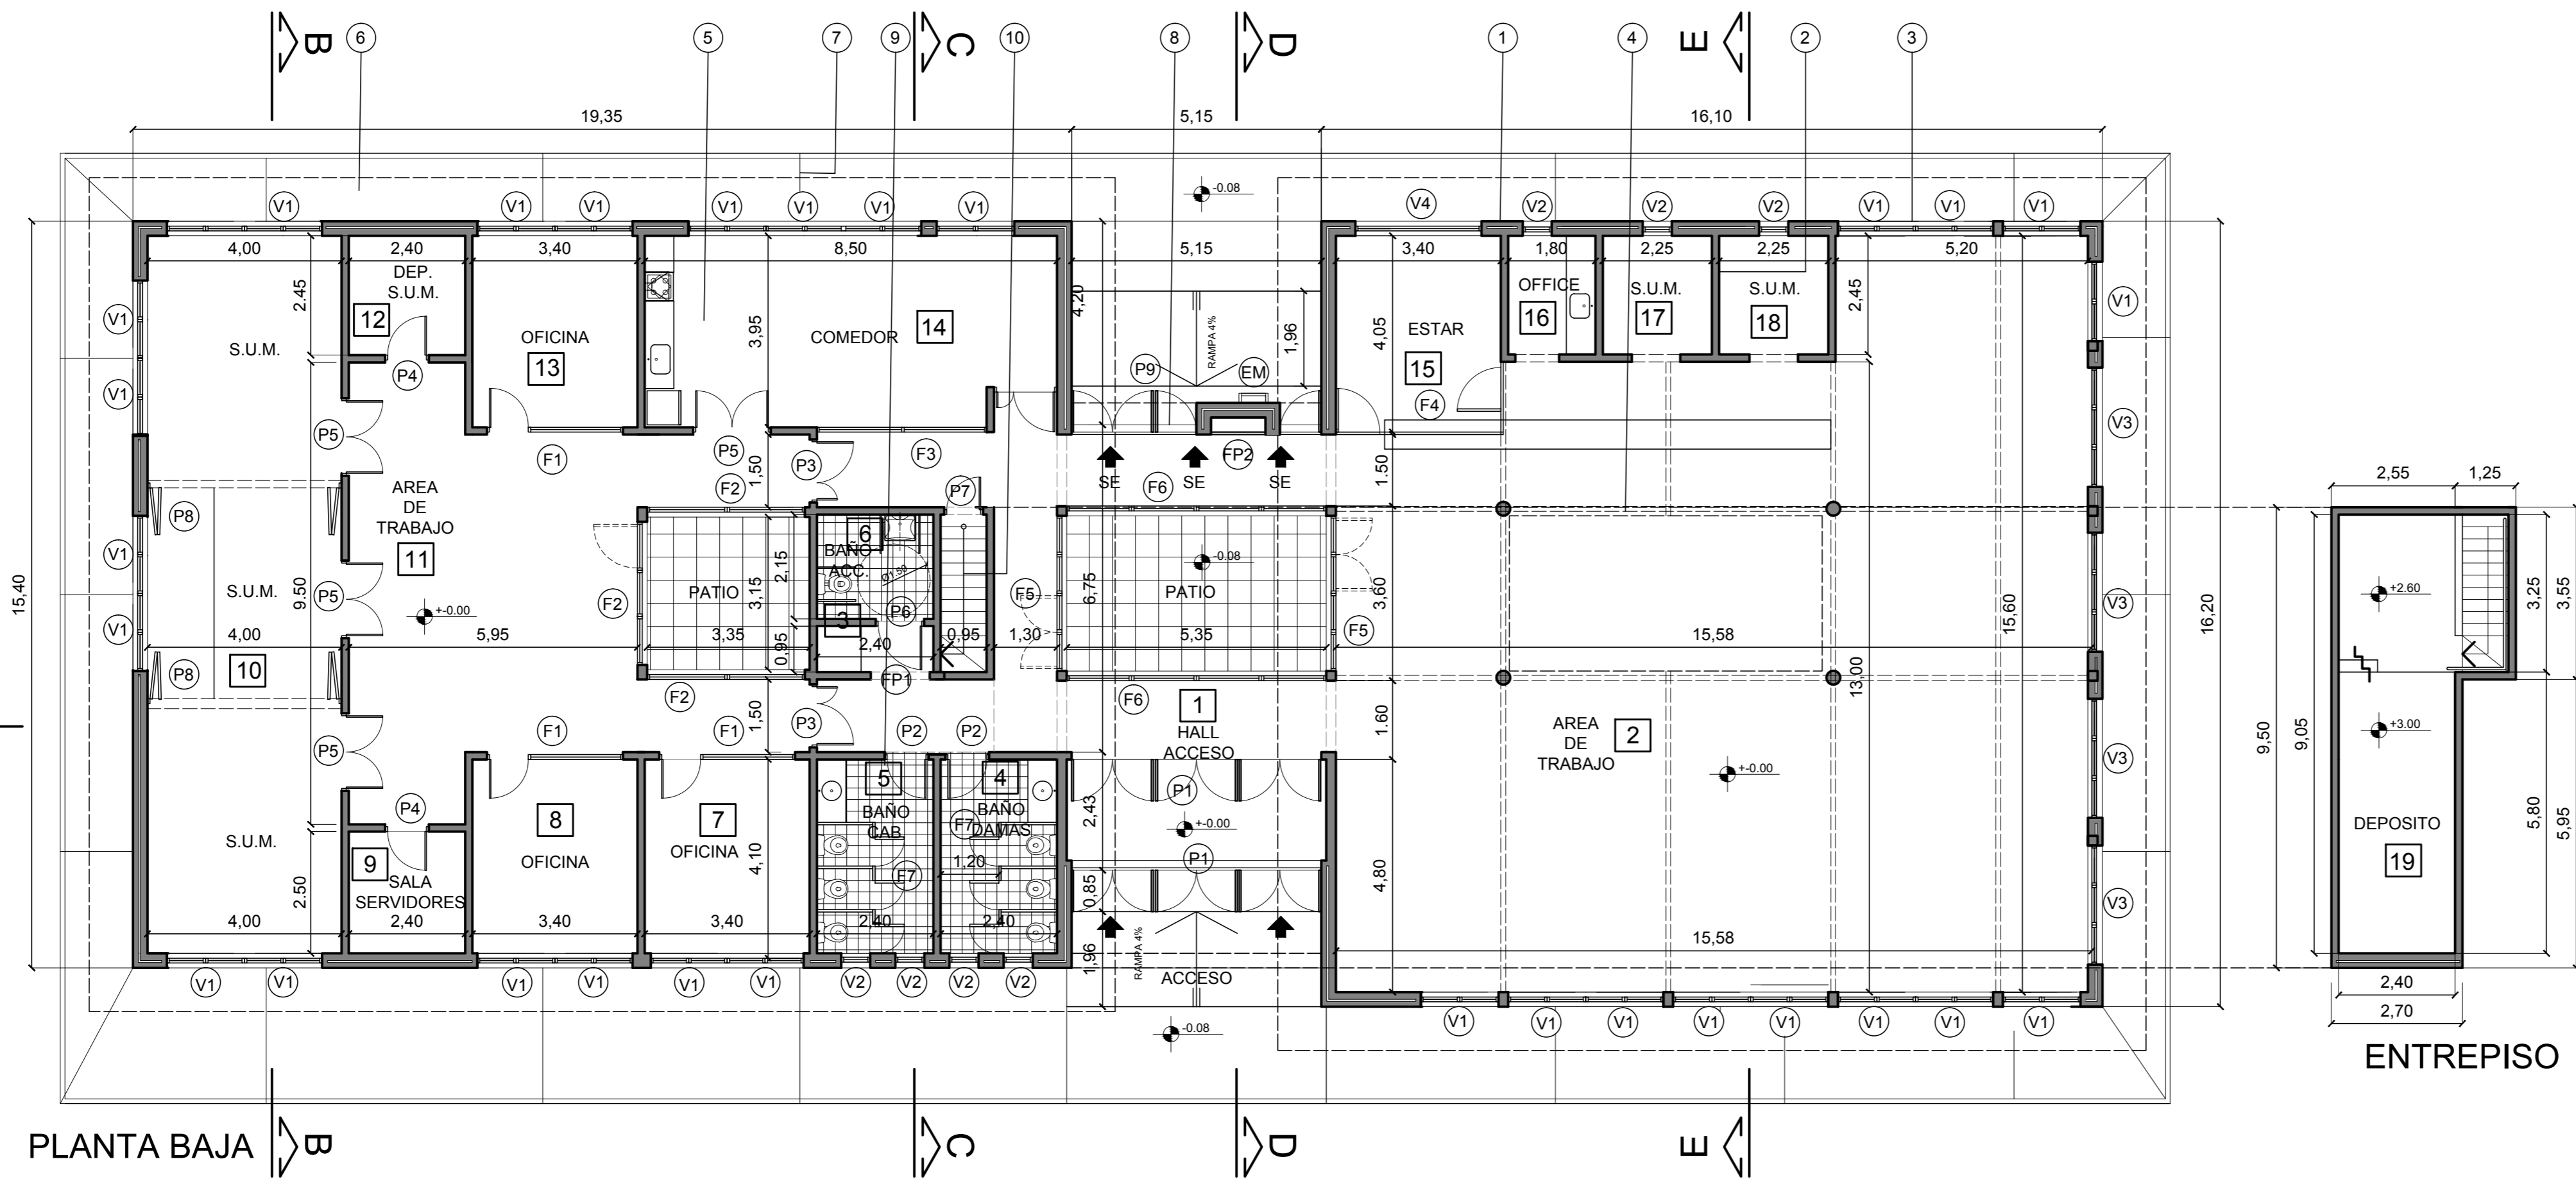 B
6
5
7
9
C
10
8
D
1
E
4
2
3
19,35
5,15
16,10
-0.08
V1
V1
V1
V1
V1
V1
V1
V4
V2
V2
V2
V1
V1
V1
4,00
2,40
3,40
8,50
5,15
3,40
1,80
2,25
2,25
5,20
DEP.
S.U.M.
12
2.45
4,20
OFFICE
16
S.U.M.
17
S.U.M.
18
2,45
V1
V1
V1
S.U.M.
OFICINA
13
3,95
COMEDOR
14
RAMPA 4%
1,96
4,05
ESTAR
15
P4
P9
EM
F4
V3
P5
F1
P5
1,50
P3
F3
FP2
1.50
F2
P7
SE
SE
SE
F6
AREA
DE
TRABAJO
11
P8
2,55
1,25
6
BAÑO
ACC.
Ø1.50
2,15
-0.08
V1
15,40
S.U.M.
9.50
P5
+-0.00
F2
PATIO
3,15
3
P6
F5
6,75
PATIO
3,60
V3
15,60
16,20
+2.60
3,25
3,55
V1
4,00
5,95
3,35
0,95
2,40
0,95
1,30
5,35
F5
15,58
10
P8
F2
FP1
F6
13,00
1
HALL
ACCESO
1.60
AREA
DE
TRABAJO
2
9,50
9,05
+3.00
P5
F1
F1
1,50
P3
P2
P2
V3
+-0.00
P4
8
OFICINA
7
OFICINA
4,10
5
BAÑO
CAB.
F7
4
BAÑO
DAMAS
F7
1,20
P1
+-0.00
2,43
P1
S.U.M.
9
SALA
SERVIDORES
2.50
0,85
4,80
V3
DEPOSITO
19
5,80
5,95
4,00
2,40
3,40
3,40
2,40
2,40
15,58
RAMPA 4%
1,96
ACCESO
V1
V1
V1
V1
V1
V1
V2
V2
V2
V2
2,40
2,70
-0.08
V1
V1
V1
V1
V1
V1
V1
V1
ENTREPISO
PLANTA BAJA
B
C
D
E